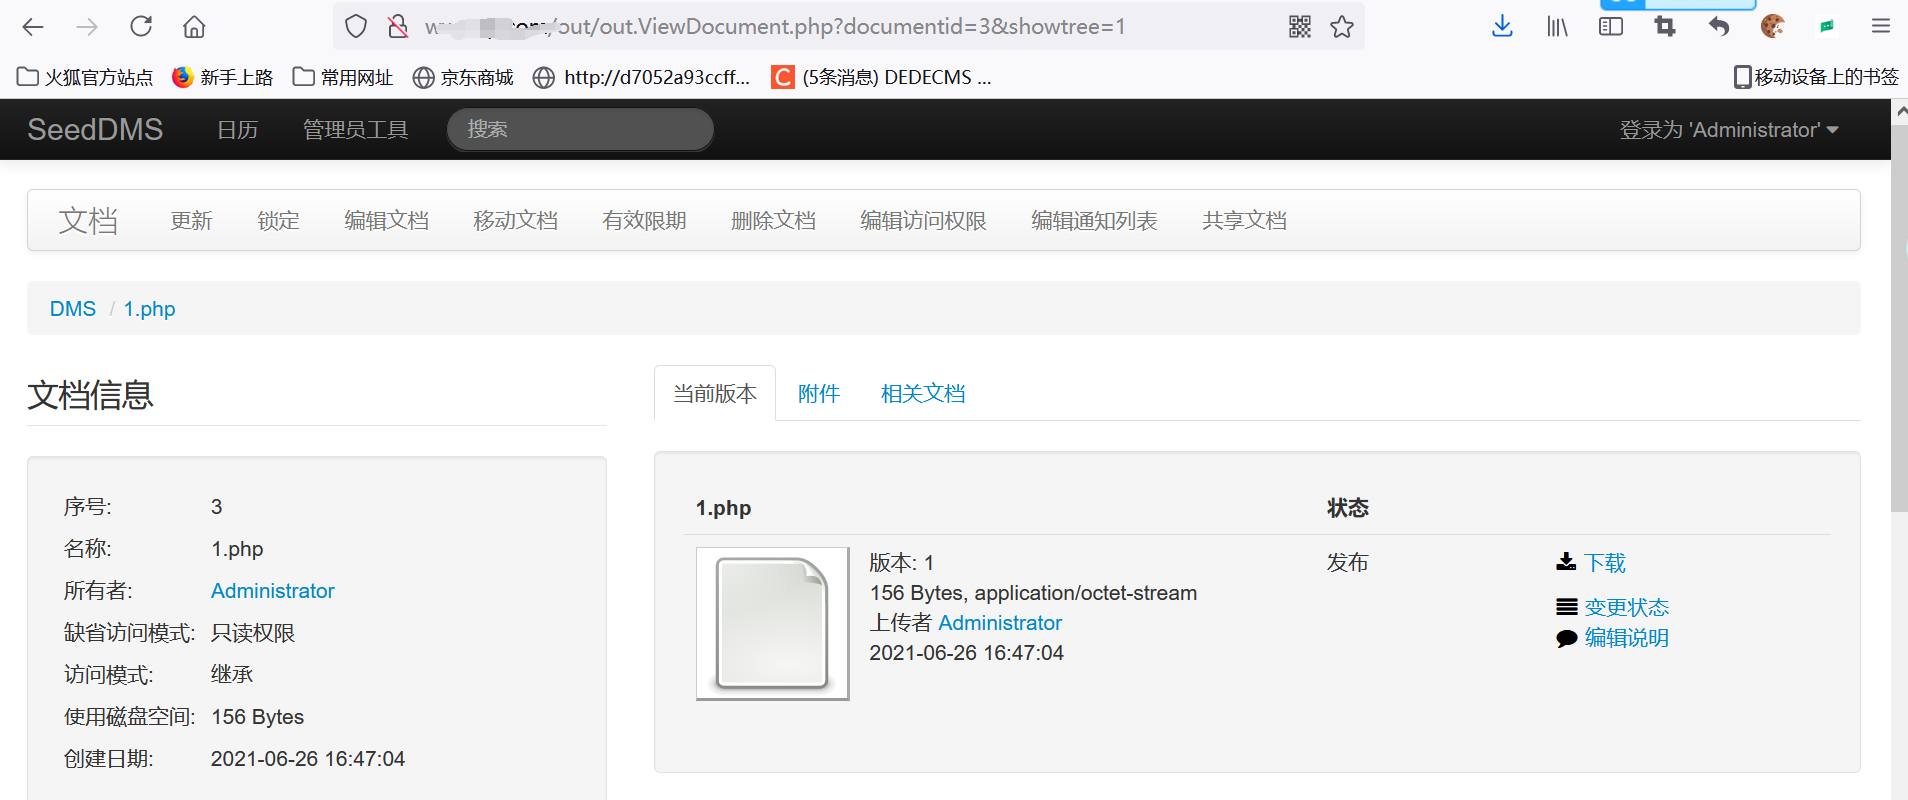 /out/out.ViewDocument.php?documentid=3&showtree=1
火狐官方站点 新手上路 常用网址 京东商城 http://d7052a93ccff... (5条消息) DEDECMS ... 移动设备上的书签
SeedDMS 日历 管理员工具 搜索 登录为 'Administrator'
文档 更新 锁定 编辑文档 移动文档 有效限期 删除文档 编辑访问权限 编辑通知列表 共享文档
DMS / 1.php
文档信息
序号: 3
名称: 1.php
所有者: Administrator
缺省访问模式: 只读权限
访问模式: 继承
使用磁盘空间: 156 Bytes
创建日期: 2021-06-26 16:47:04
当前版本 附件 相关文档
1.php 状态
版本: 1
156 Bytes, application/octet-stream
上传者 Administrator
2021-06-26 16:47:04
发布
下载
变更状态
编辑说明